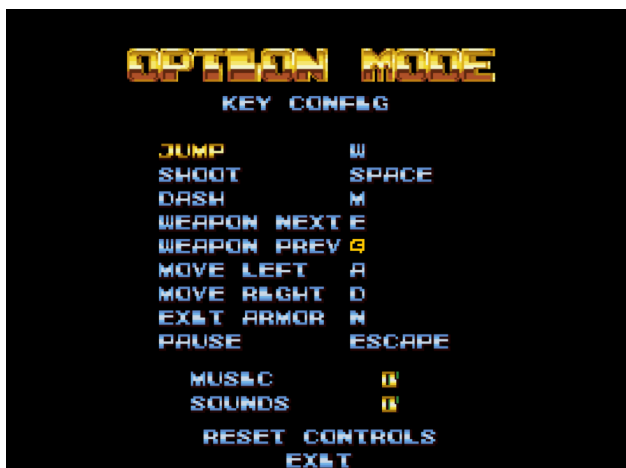 OPTION MODE
KEY CONFIG
JUMP W
SHOOT SPACE
DASH M
WEAPON NEXT E
WEAPON PREV
MOVE LEFT A
MOVE RIGHT D
EXIT ARMOR N
PAUSE ESCAPE
MUSIC
SOUNDS
RESET CONTROLS
EXIT